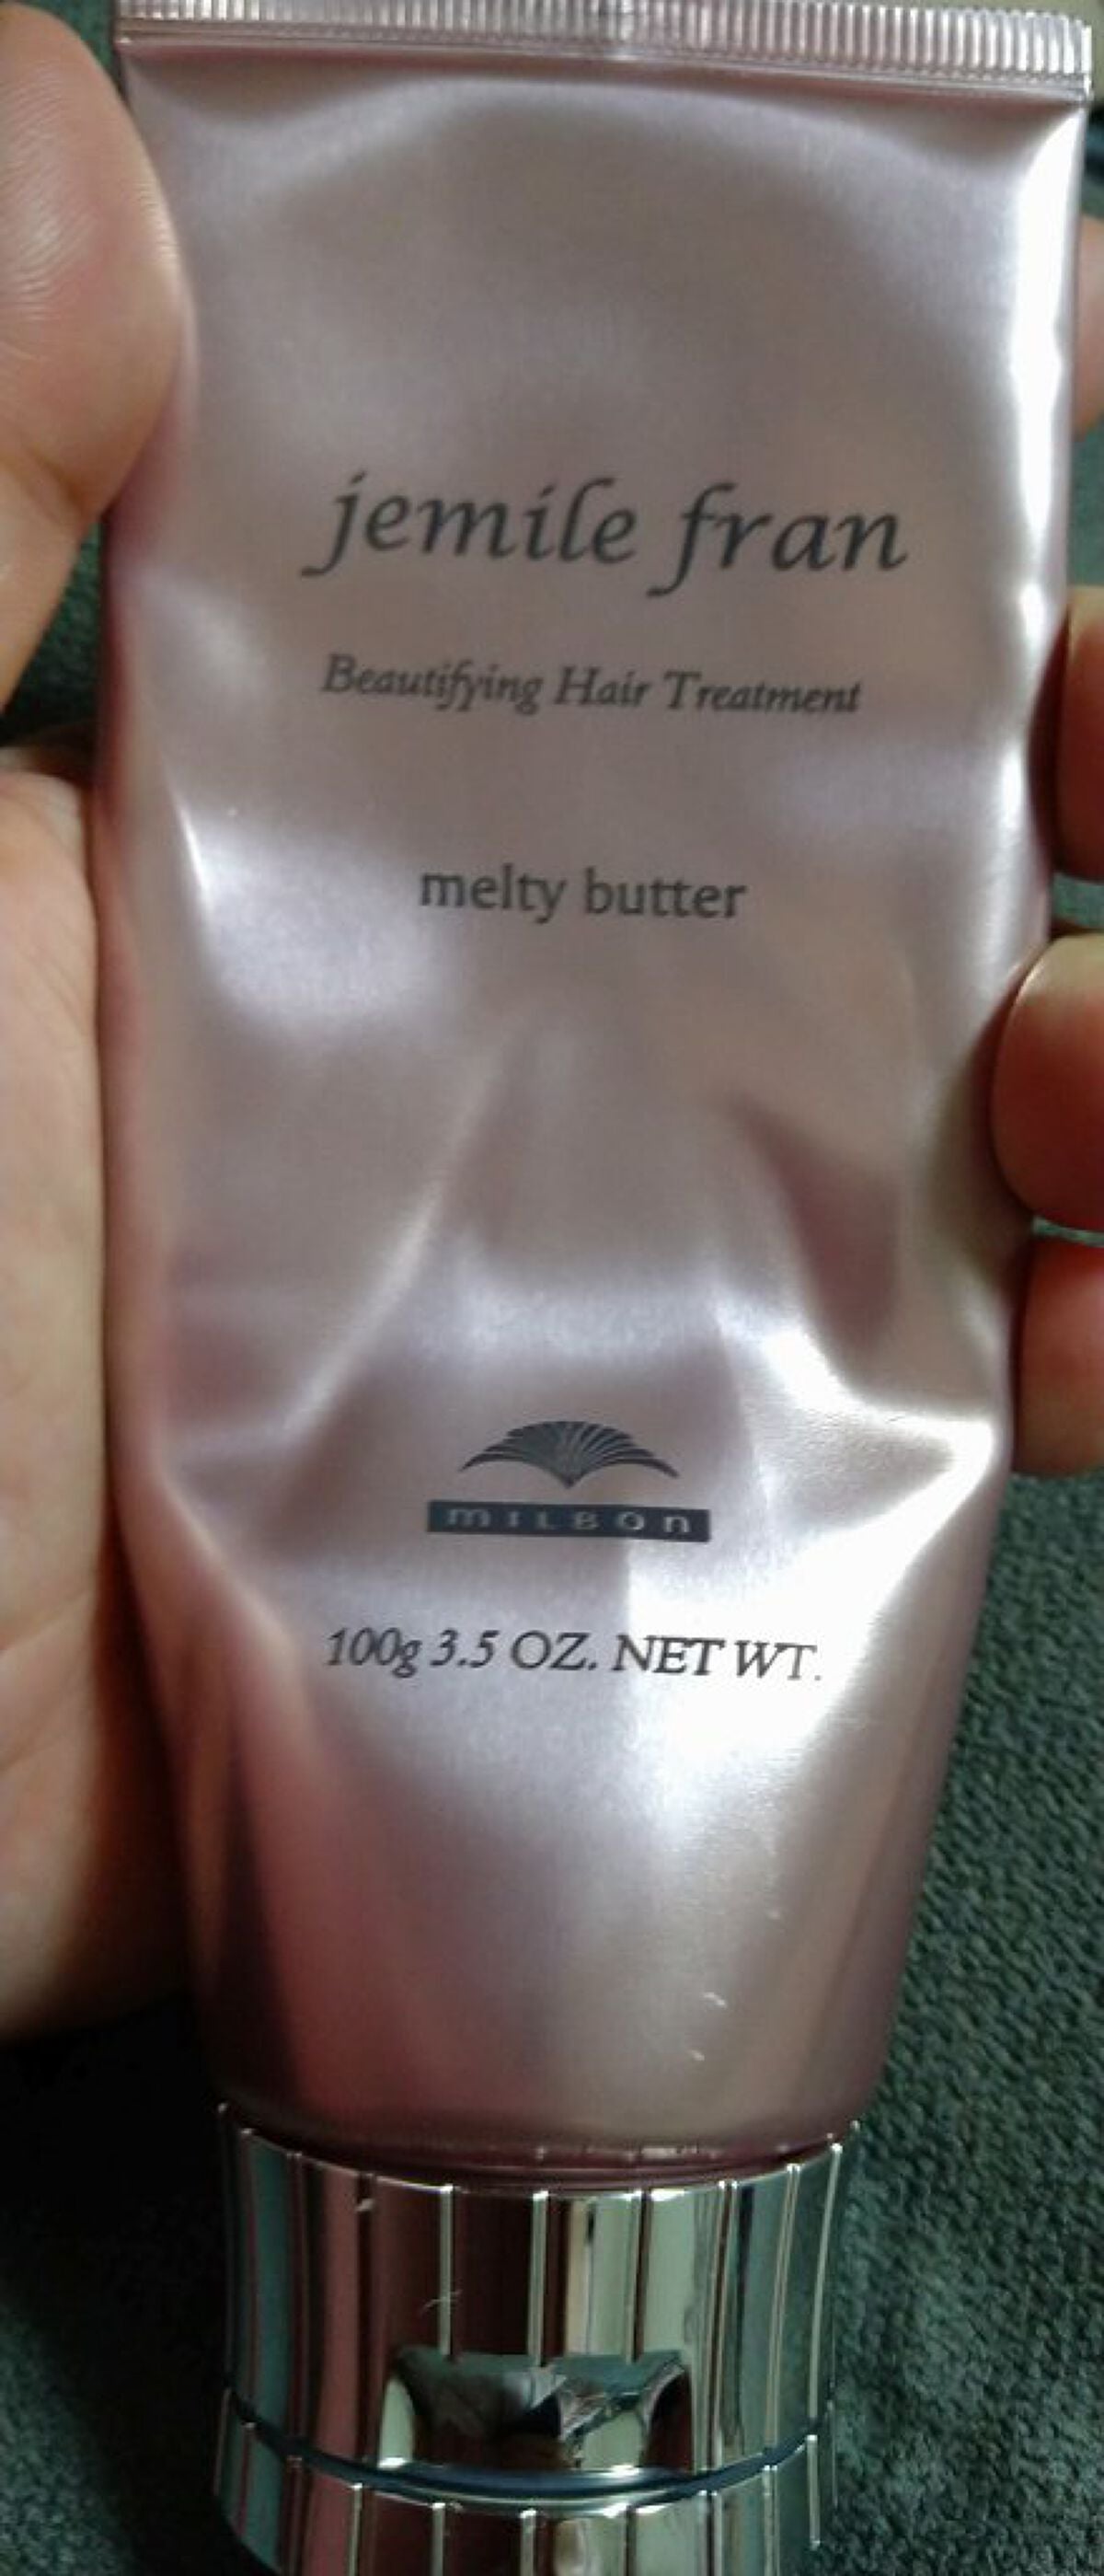 jemile fran
Beautifying Hair Treatment
melty butter
MILBON
100g 3.5 OZ. NET WT.